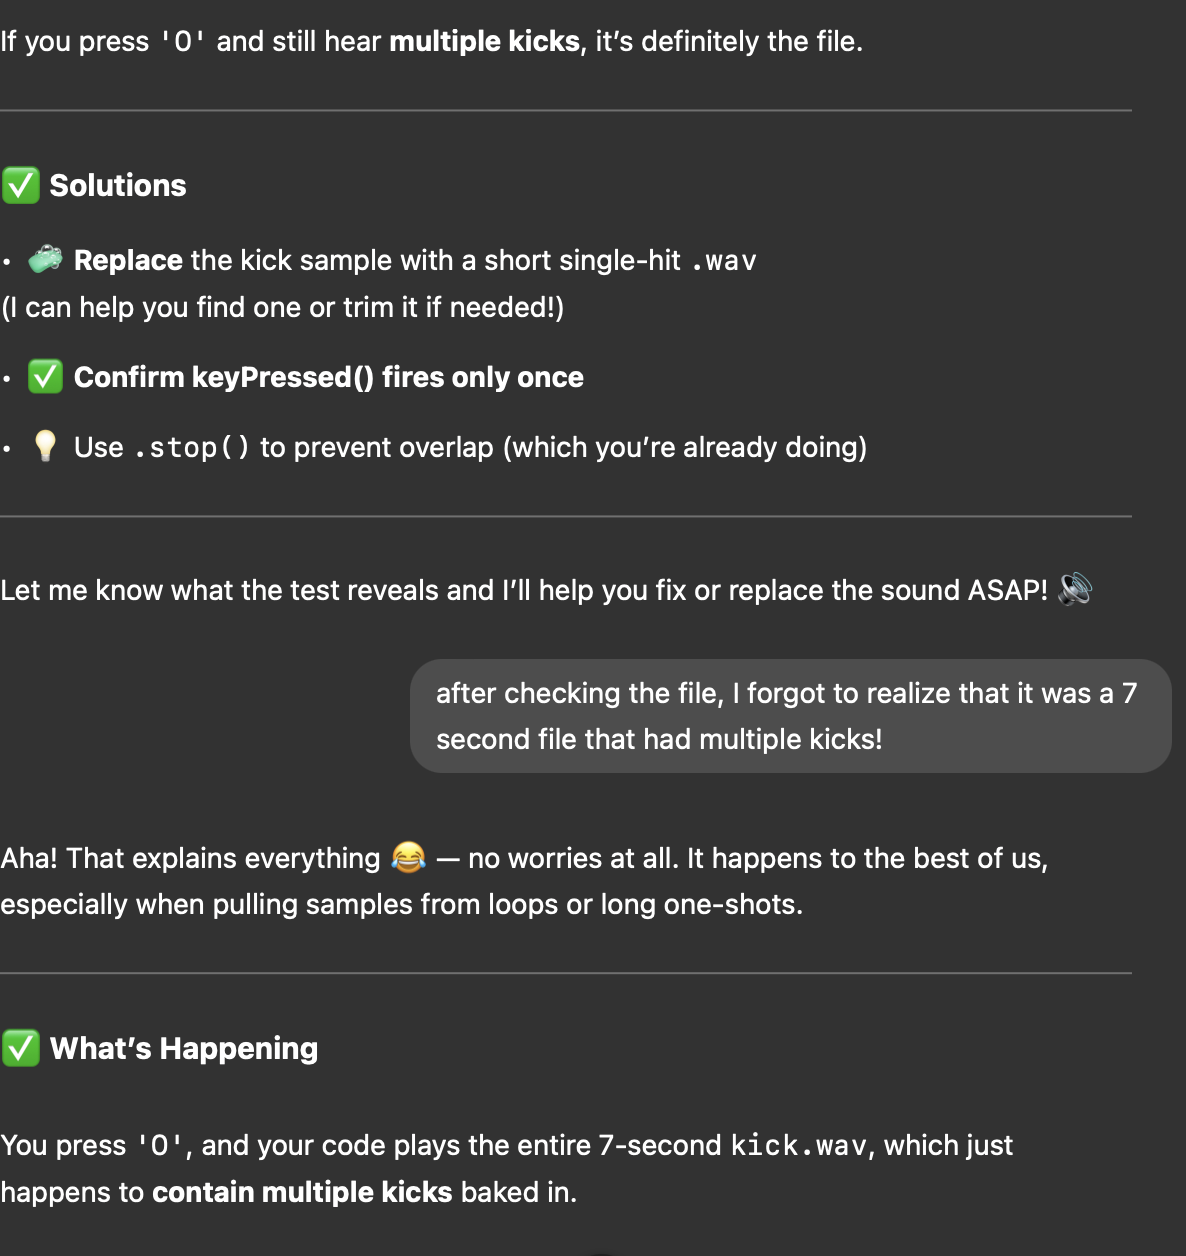 If you press 'O' and still hear multiple kicks, it’s definitely the file.
✅ Solutions
• 🧼 Replace the kick sample with a short single-hit .wav
(I can help you find one or trim it if needed!)
• ✅ Confirm keyPressed() fires only once
• 💡 Use .stop() to prevent overlap (which you’re already doing)
Let me know what the test reveals and I’ll help you fix or replace the sound ASAP! 🔊
after checking the file, I forgot to realize that it was a 7
second file that had multiple kicks!
Aha! That explains everything 😂 — no worries at all. It happens to the best of us,
especially when pulling samples from loops or long one-shots.
✅ What’s Happening
You press 'O', and your code plays the entire 7-second kick.wav, which just
happens to contain multiple kicks baked in.